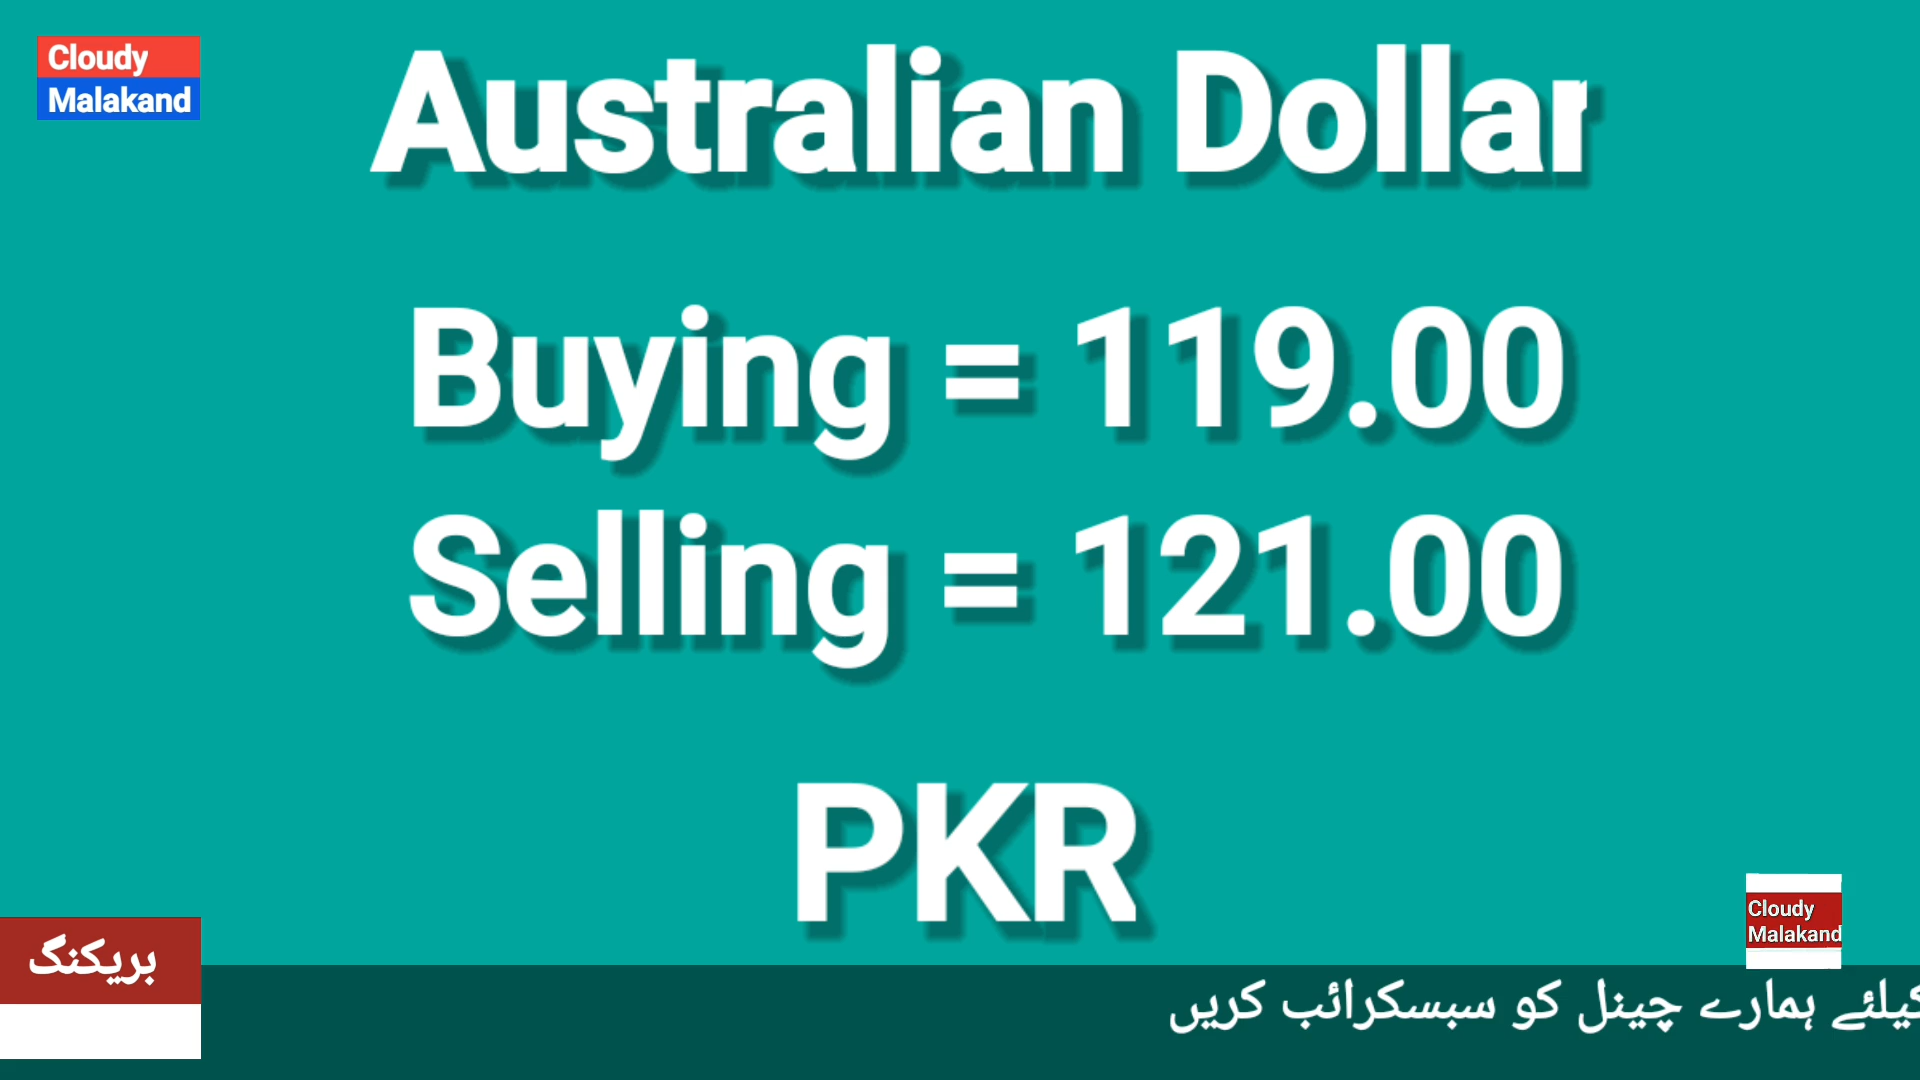 Cloudy
Malakand
Australian Dollar
Buying = 119.00
Selling = 121.00
PKR
Cloudy
Malakand
بریکنگ
کیلئے ہمارے چینل کو سبسکرائب کریں